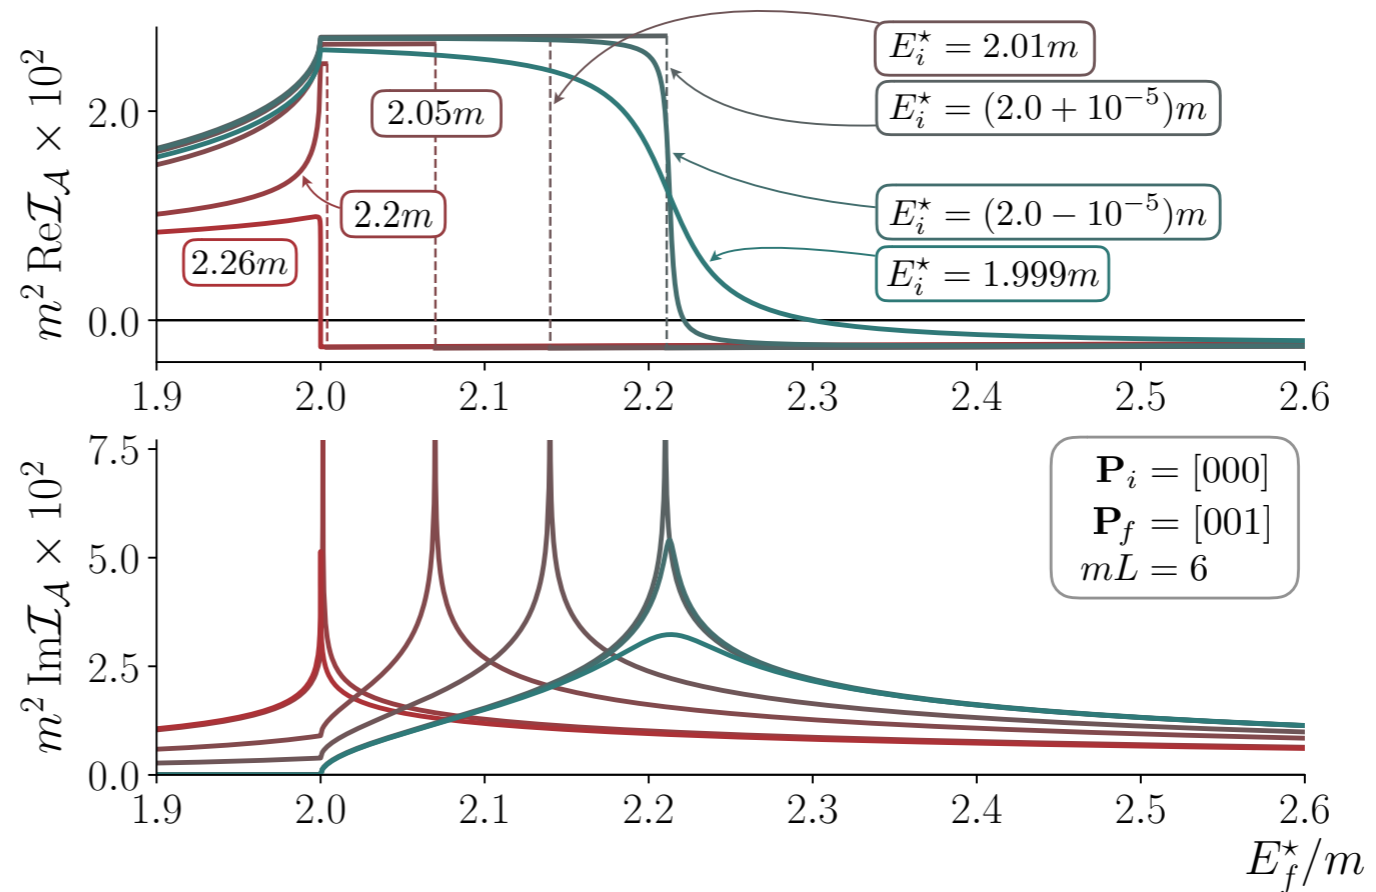 m² Reℐ_𝒜 × 10²
2.0
0.0
E_i^⋆ = 2.01m
E_i^⋆ = (2.0 + 10⁻⁵)m
E_i^⋆ = (2.0 − 10⁻⁵)m
E_i^⋆ = 1.999m
2.05m
2.2m
2.26m
1.9 2.0 2.1 2.2 2.3 2.4 2.5 2.6
m² Imℐ_𝒜 × 10²
7.5
5.0
2.5
0.0
P_i = [000]
P_f = [001]
mL = 6
1.9 2.0 2.1 2.2 2.3 2.4 2.5 2.6
E_f^⋆/m